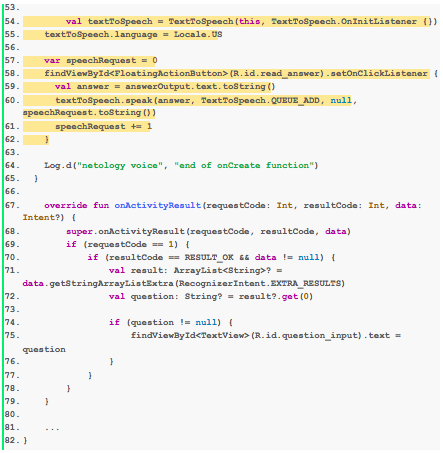 53.
54. val textToSpeech = TextToSpeech(this, TextToSpeech.OnInitListener {})
55. textToSpeech.language = Locale.US
56.
57. var speechRequest = 0
58. findViewById<FloatingActionButton>(R.id.read_answer).setOnClickListener {
59. val answer = answerOutput.text.toString()
60. textToSpeech.speak(answer, TextToSpeech.QUEUE_ADD, null,
speechRequest.toString())
61. speechRequest += 1
62. }
63.
64. Log.d("netology voice", "end of onCreate function")
65. }
66.
67. override fun onActivityResult(requestCode: Int, resultCode: Int, data:
Intent?) {
68. super.onActivityResult(requestCode, resultCode, data)
69. if (requestCode == 1) {
70. if (resultCode == RESULT_OK && data != null) {
71. val result: ArrayList<String>? =
data.getStringArrayListExtra(RecognizerIntent.EXTRA_RESULTS)
72. val question: String? = result?.get(0)
73.
74. if (question != null) {
75. findViewById<TextView>(R.id.question_input).text =
question
76. }
77. }
78. }
79. }
80.
81. ...
82. }